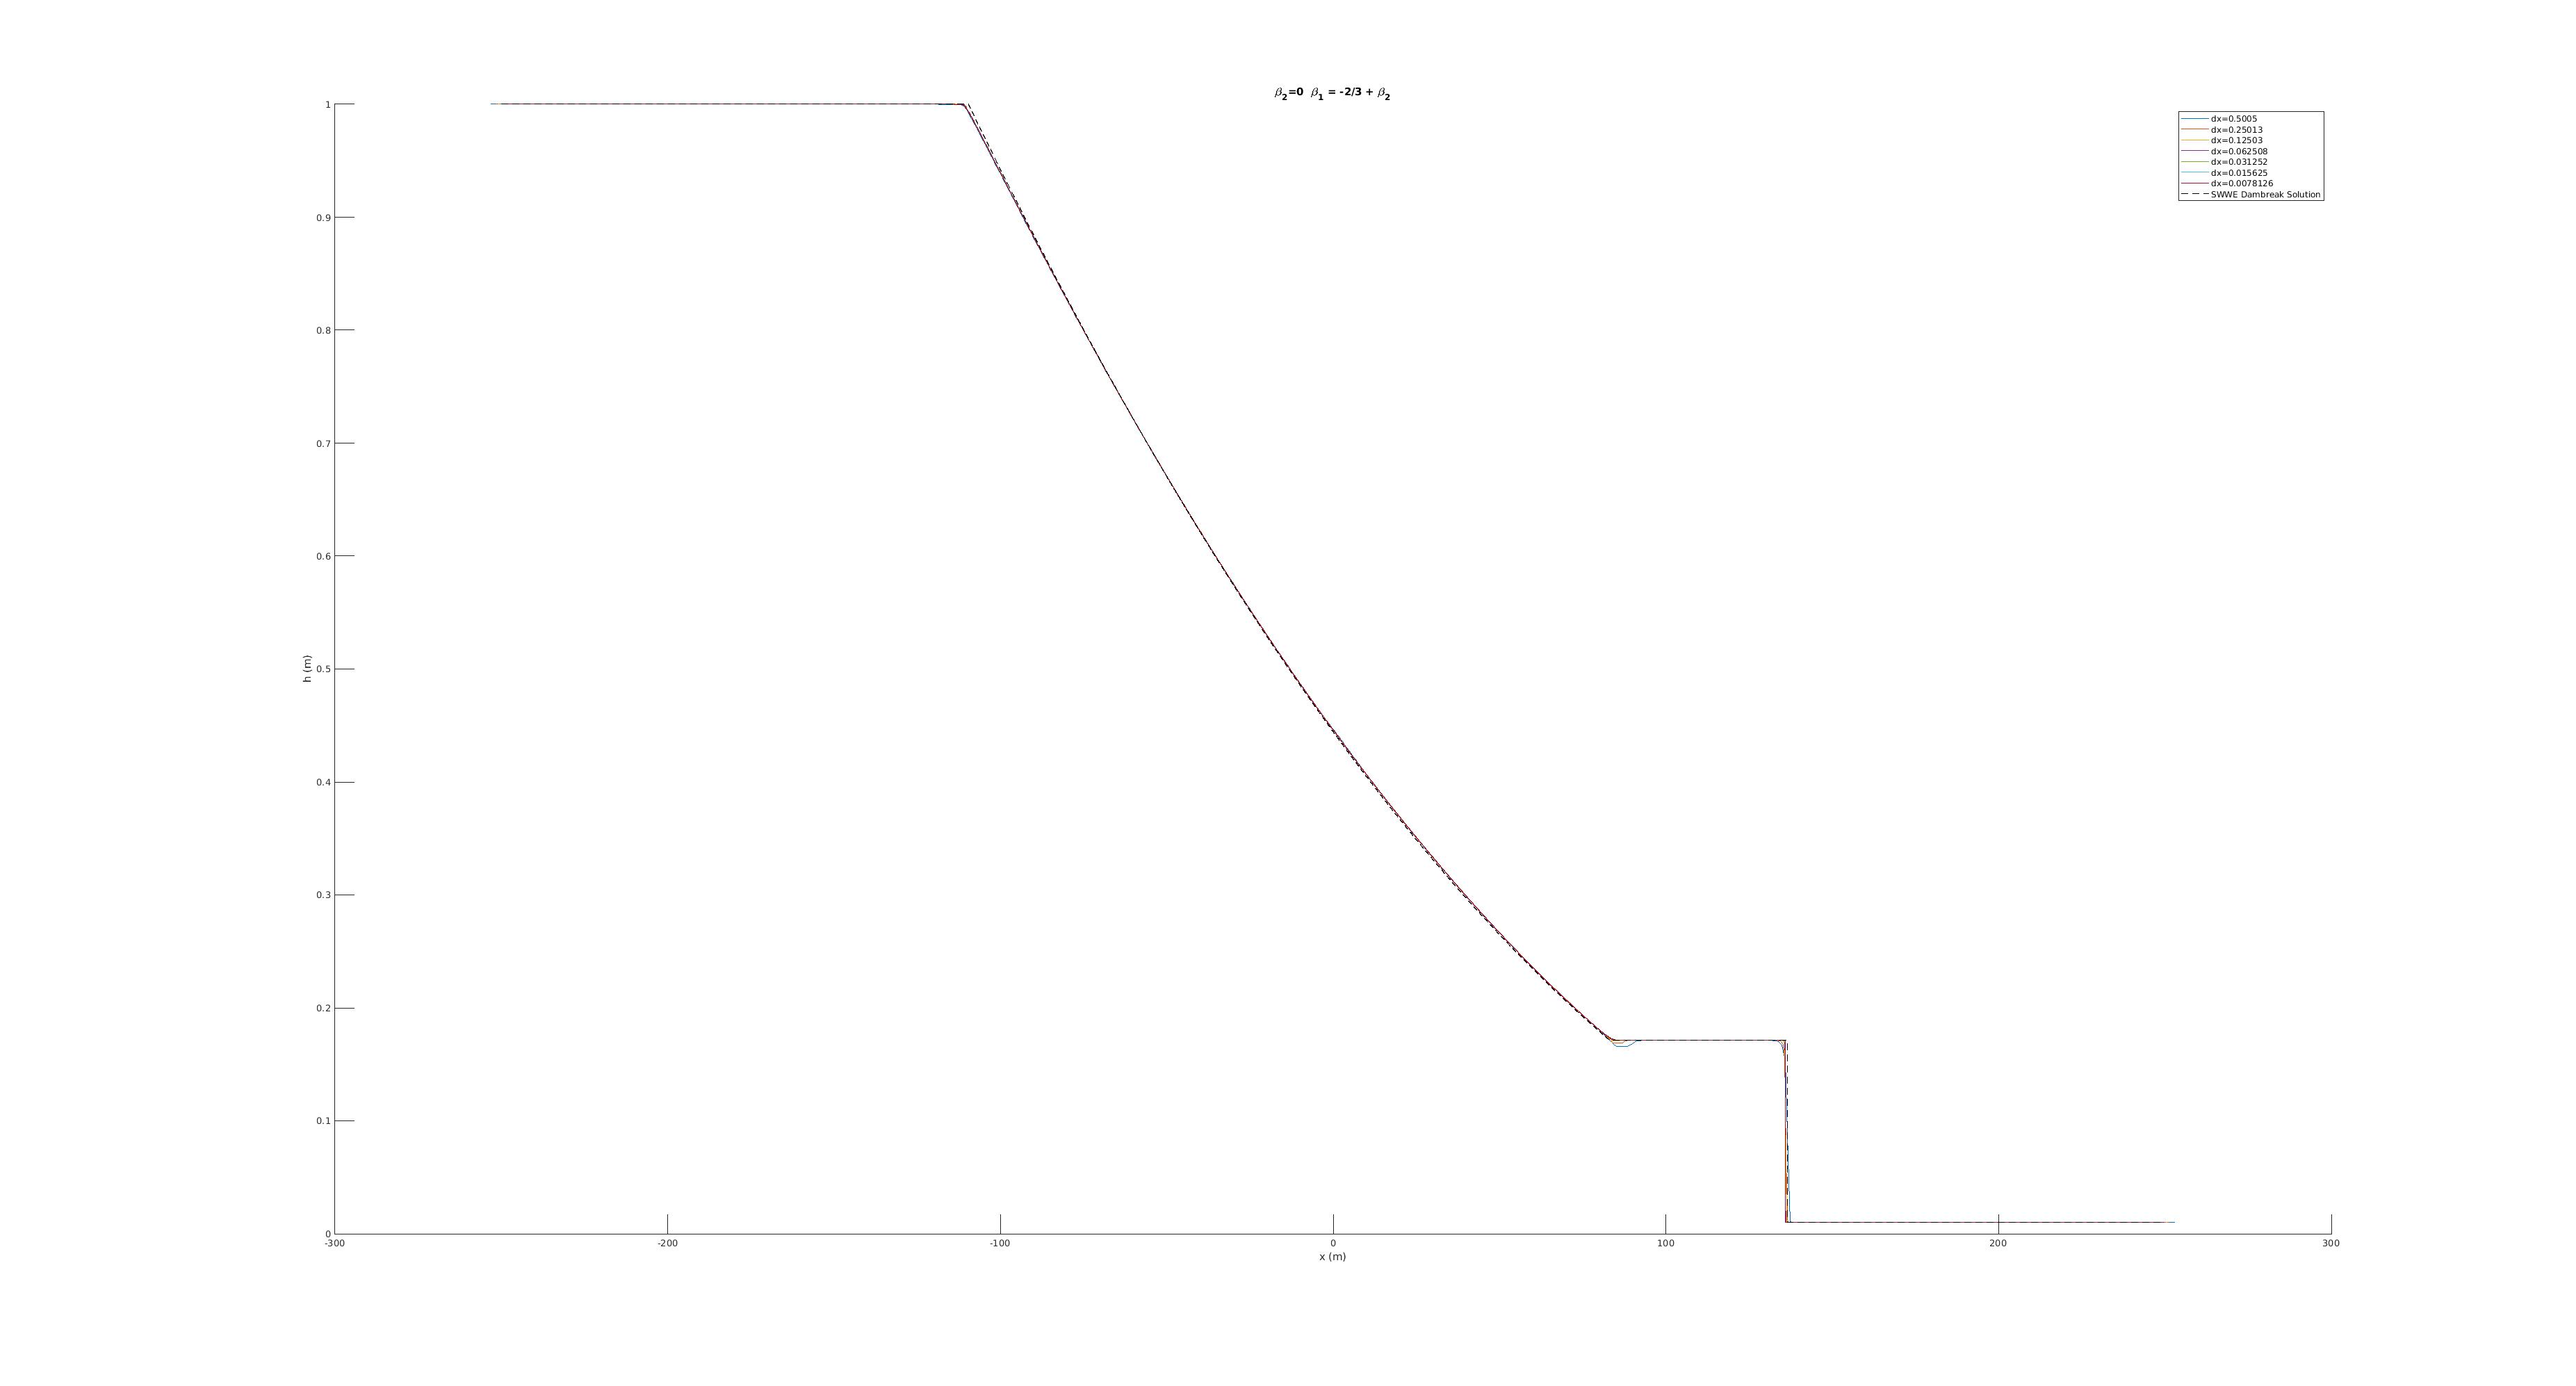 β2=0 β1 = -2/3 + β2
dx=0.5005
dx=0.25013
dx=0.12503
dx=0.062508
dx=0.031252
dx=0.015625
dx=0.0078126
SWWE Dambreak Solution
1
0.9
0.8
0.7
0.6
0.5
0.4
0.3
0.2
0.1
0
h (m)
-300
-200
-100
0
100
200
300
x (m)